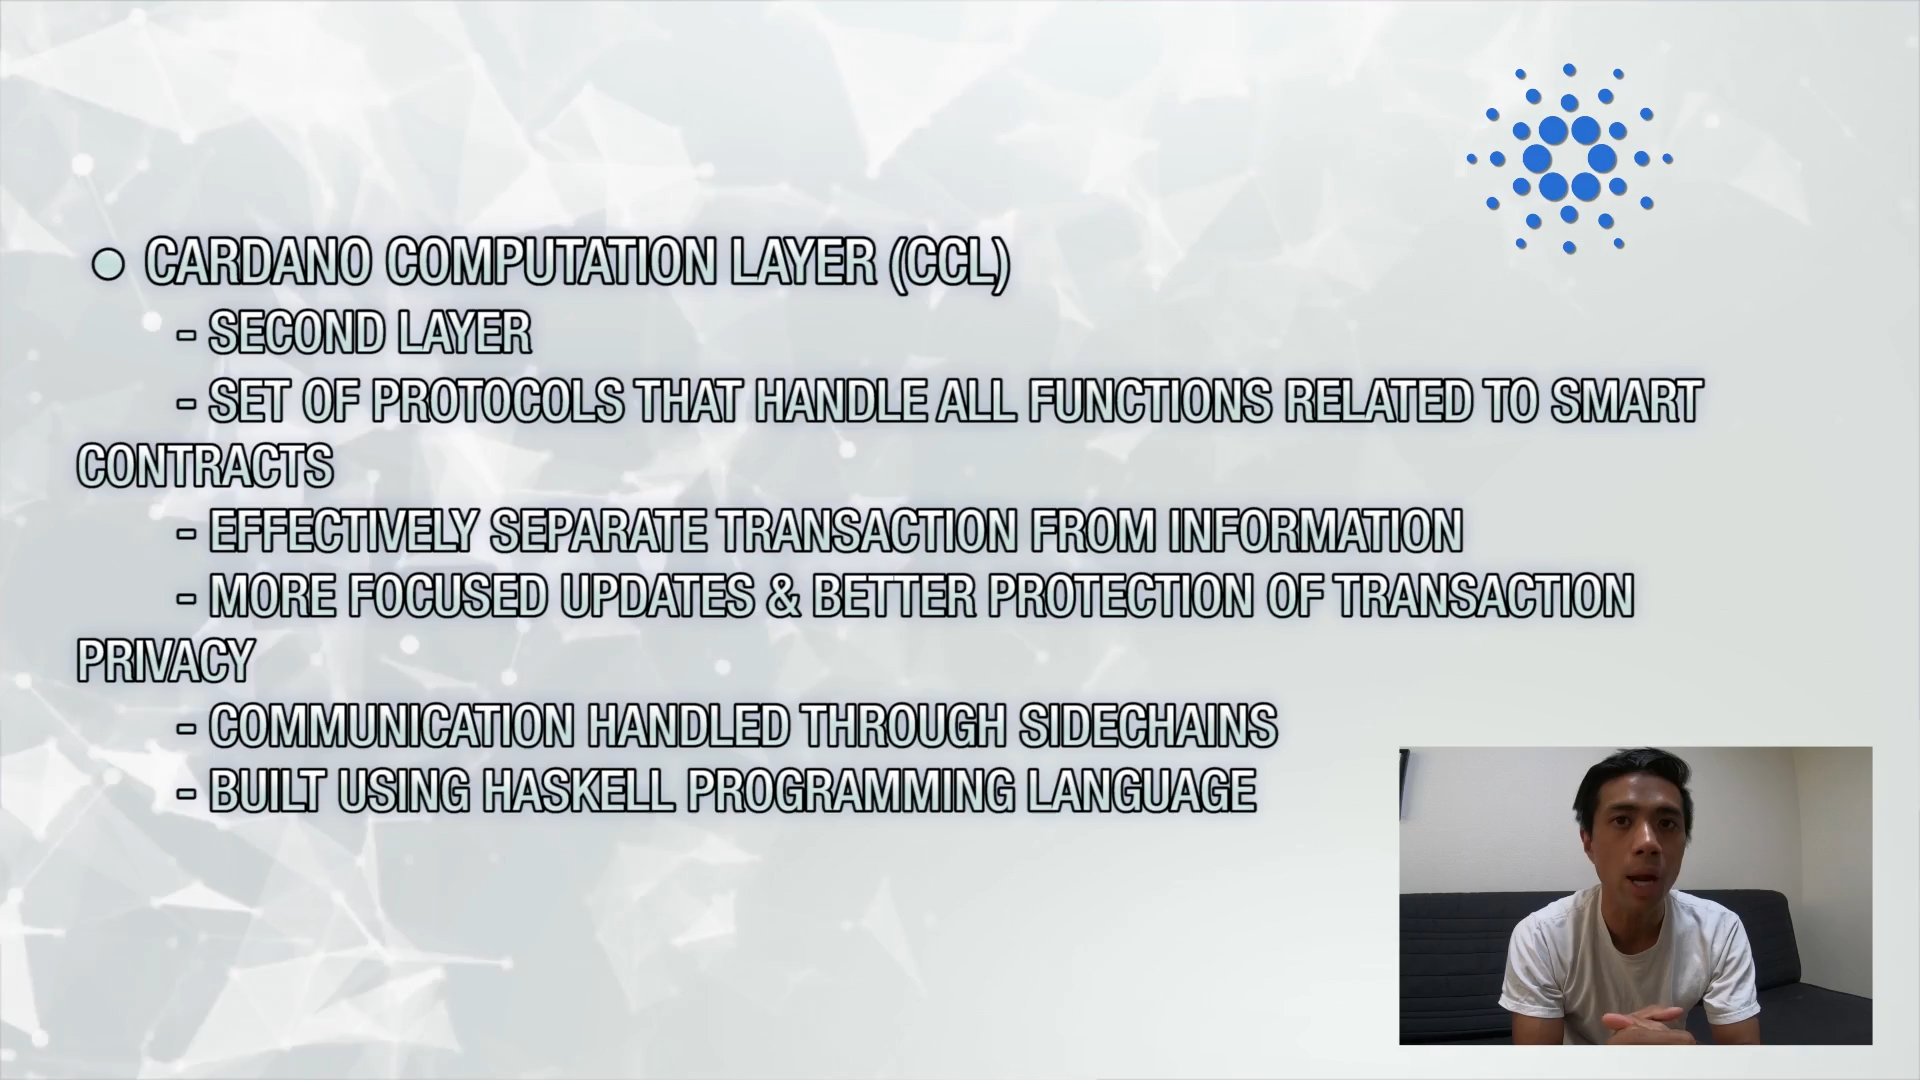 ● CARDANO COMPUTATION LAYER (CCL)
- SECOND LAYER
- SET OF PROTOCOLS THAT HANDLE ALL FUNCTIONS RELATED TO SMART
CONTRACTS
- EFFECTIVELY SEPARATE TRANSACTION FROM INFORMATION
- MORE FOCUSED UPDATES & BETTER PROTECTION OF TRANSACTION
PRIVACY
- COMMUNICATION HANDLED THROUGH SIDECHAINS
- BUILT USING HASKELL PROGRAMMING LANGUAGE